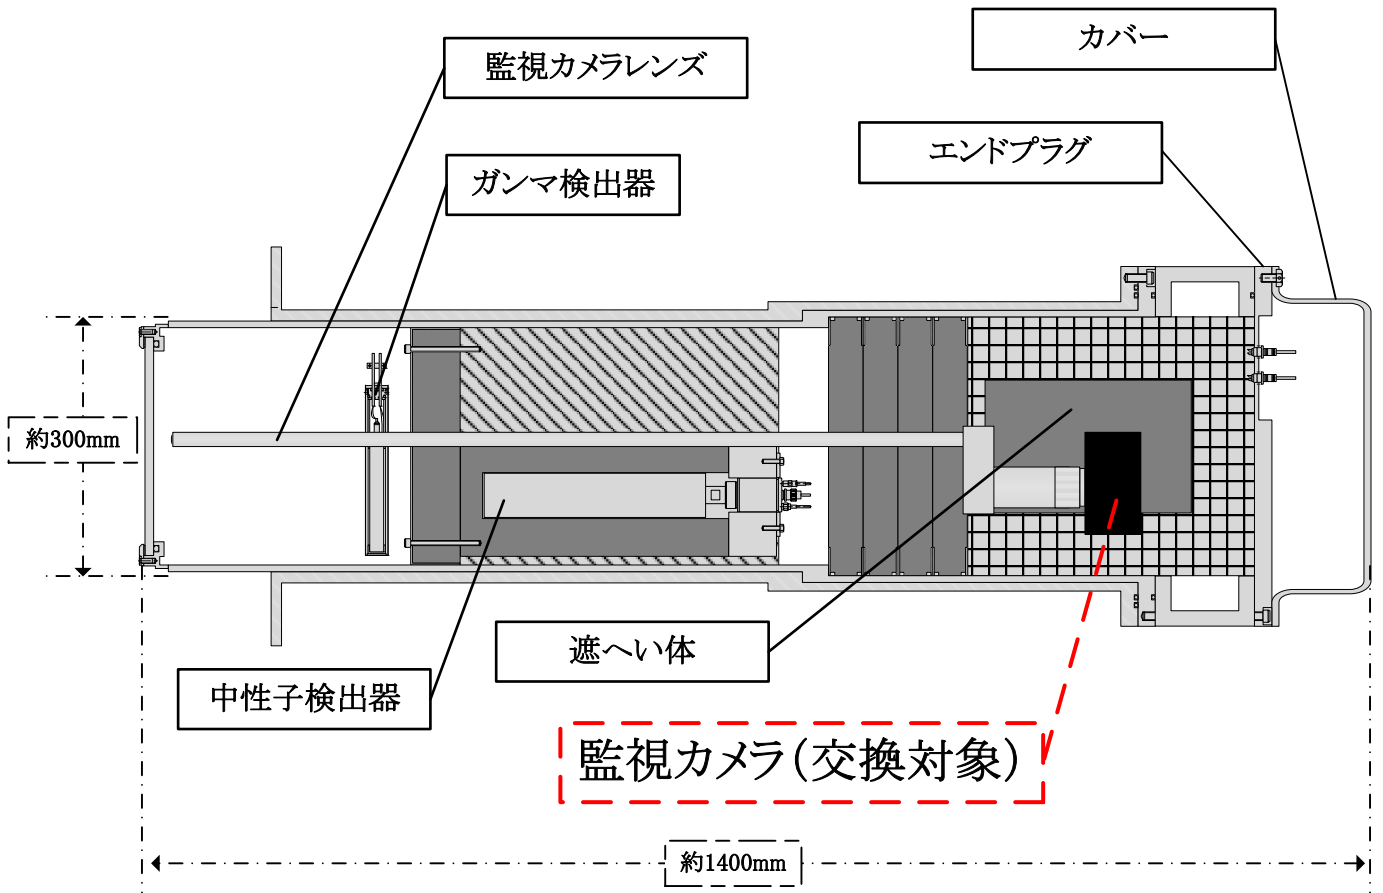 カバー
監視カメラレンズ
エンドプラグ
ガンマ検出器
約300mm
遮へい体
中性子検出器
監視カメラ(交換対象)
約1400mm